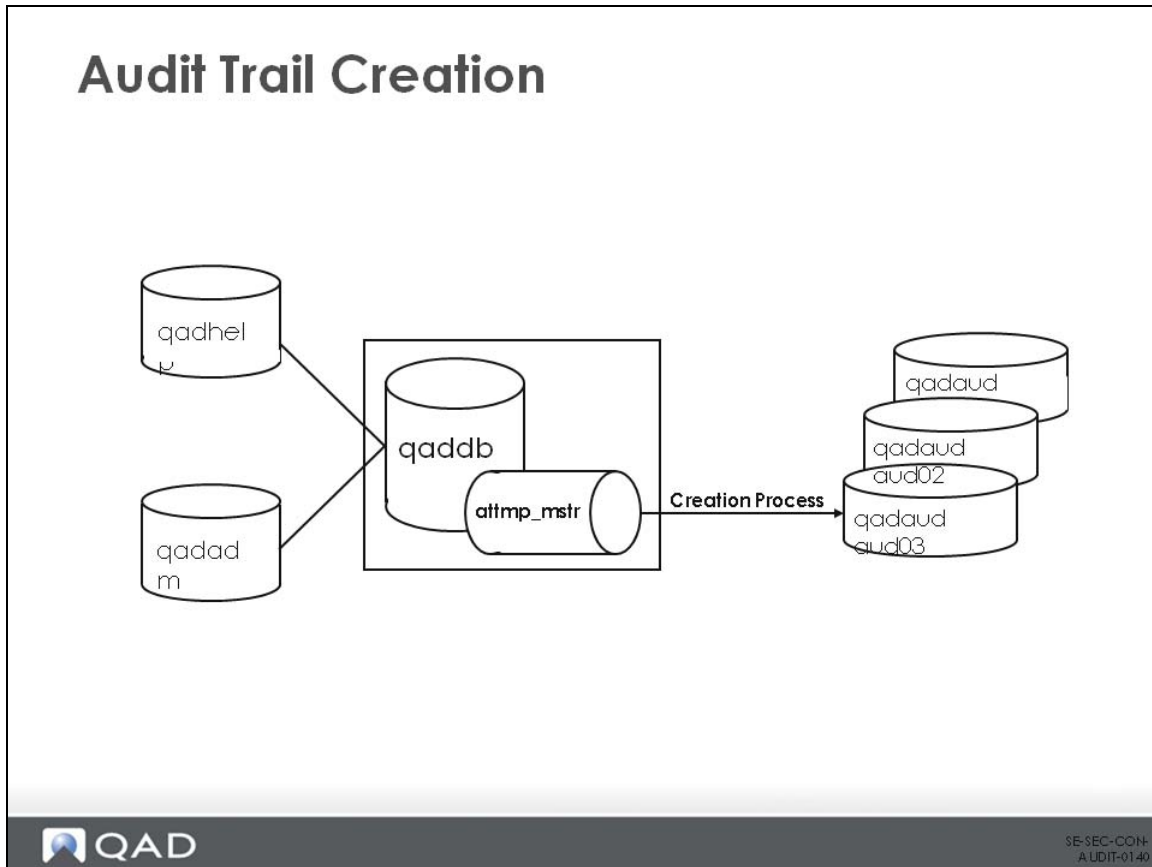 Audit Trail Creation
qadhel
p
qaddb
attmp_mstr
Creation Process
qadad
m
qadaud
qadaud
aud02
qadaud
aud03
QAD
SE-SEC-CON-
AUDIT-0140